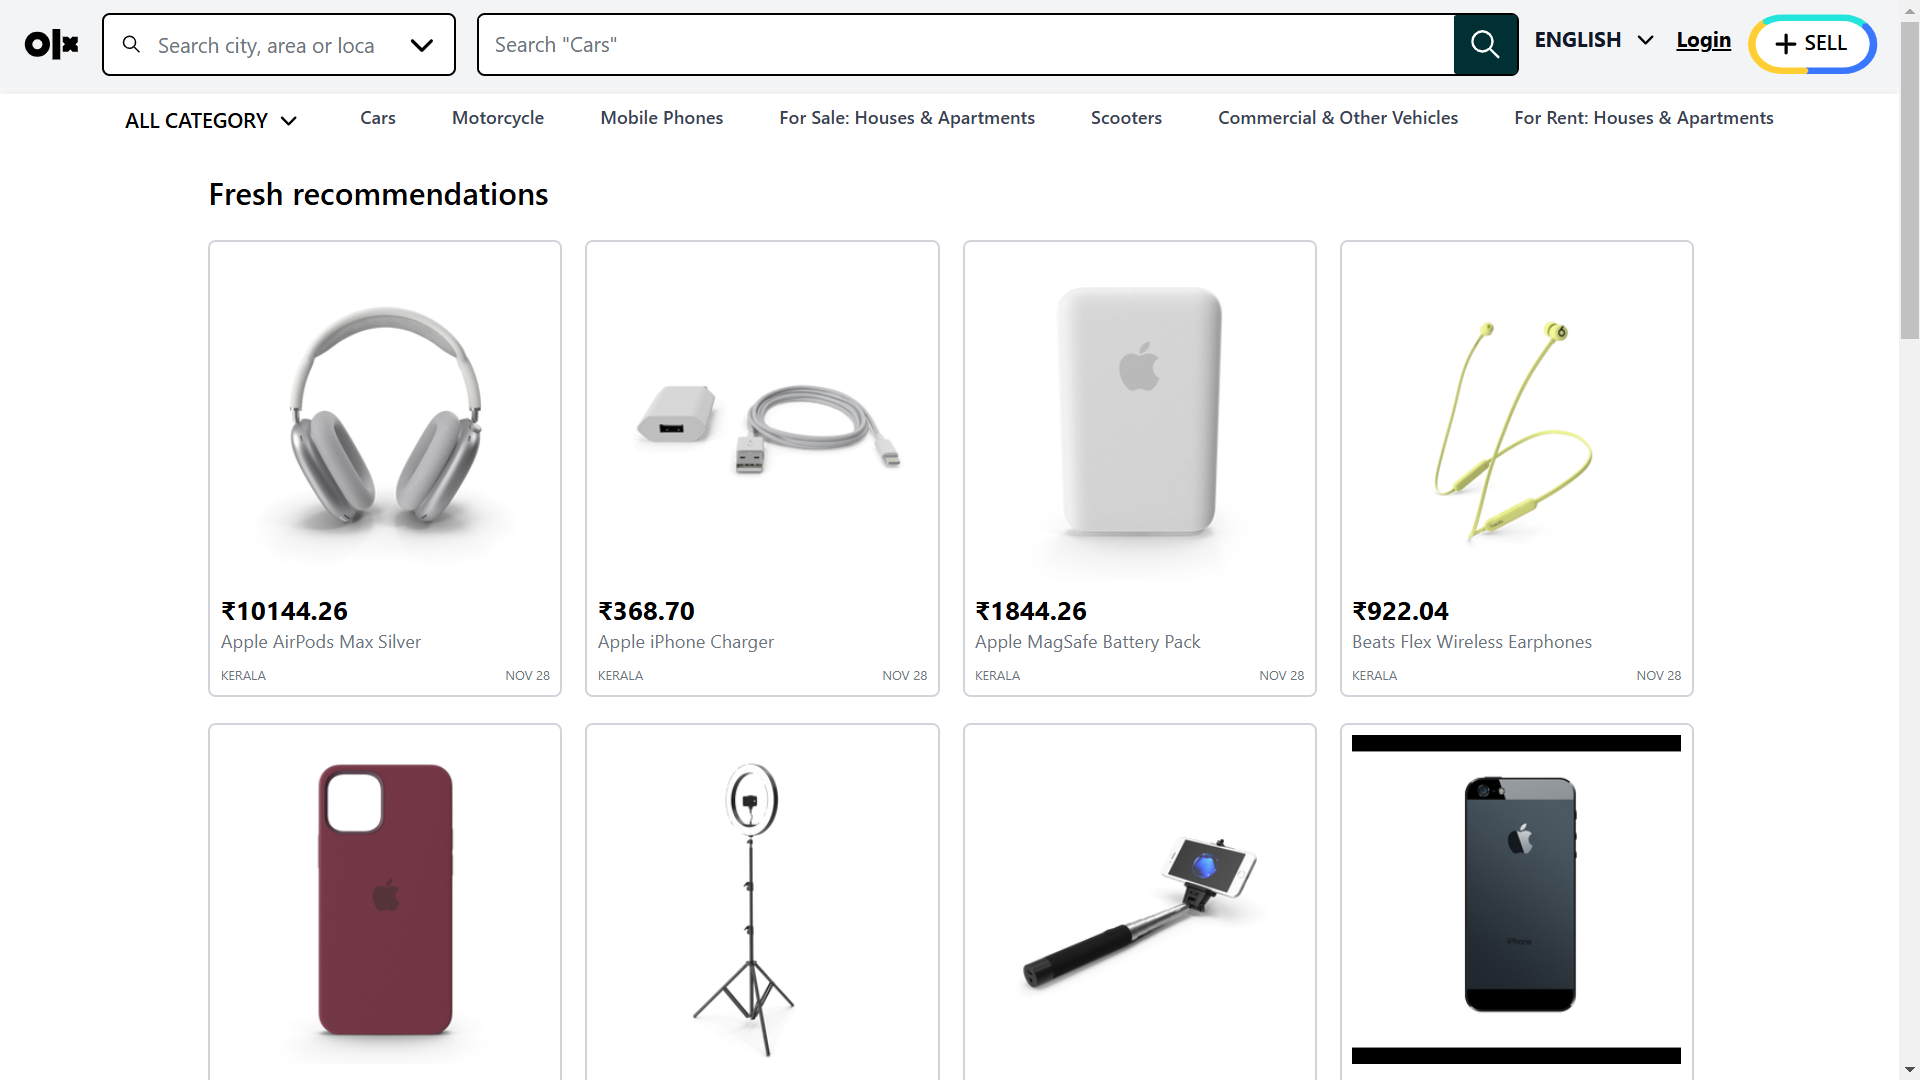 olx
Search city, area or loca
Search "Cars"
ENGLISH
Login
SELL
ALL CATEGORY
Cars
Motorcycle
Mobile Phones
For Sale: Houses & Apartments
Scooters
Commercial & Other Vehicles
For Rent: Houses & Apartments
Fresh recommendations
₹10144.26
Apple AirPods Max Silver
KERALA NOV 28
₹368.70
Apple iPhone Charger
KERALA NOV 28
₹1844.26
Apple MagSafe Battery Pack
KERALA NOV 28
₹922.04
Beats Flex Wireless Earphones
KERALA NOV 28
iPhone